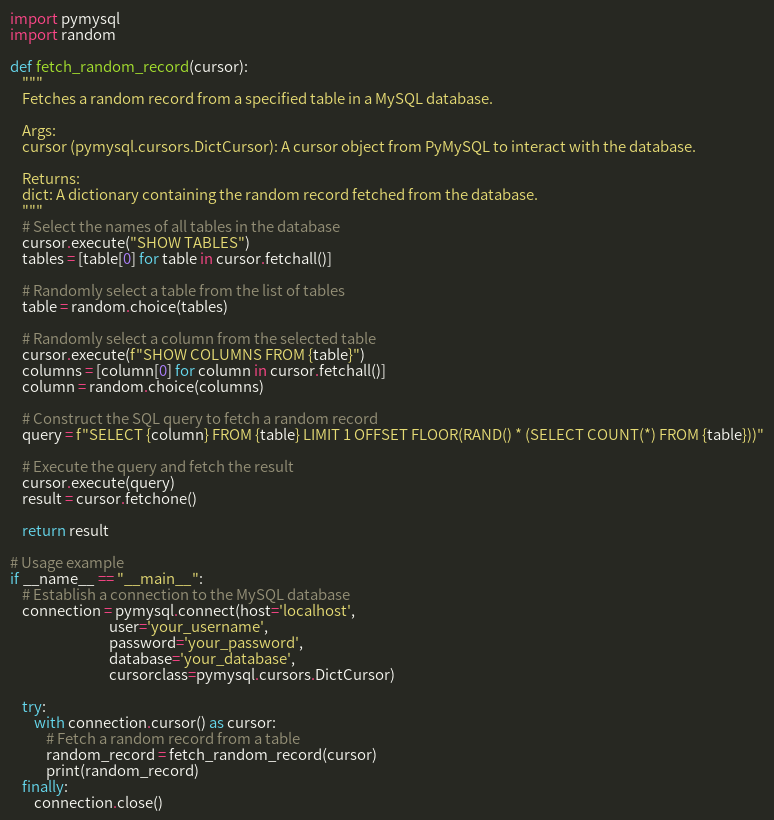 import pymysql
import random

def fetch_random_record(cursor):
    """
    Fetches a random record from a specified table in a MySQL database.

    Args:
    cursor (pymysql.cursors.DictCursor): A cursor object from PyMySQL to interact with the database.

    Returns:
    dict: A dictionary containing the random record fetched from the database.
    """
    # Select the names of all tables in the database
    cursor.execute("SHOW TABLES")
    tables = [table[0] for table in cursor.fetchall()]

    # Randomly select a table from the list of tables
    table = random.choice(tables)

    # Randomly select a column from the selected table
    cursor.execute(f"SHOW COLUMNS FROM {table}")
    columns = [column[0] for column in cursor.fetchall()]
    column = random.choice(columns)

    # Construct the SQL query to fetch a random record
    query = f"SELECT {column} FROM {table} LIMIT 1 OFFSET FLOOR(RAND() * (SELECT COUNT(*) FROM {table}))"

    # Execute the query and fetch the result
    cursor.execute(query)
    result = cursor.fetchone()

    return result

# Usage example
if __name__ == "__main__":
    # Establish a connection to the MySQL database
    connection = pymysql.connect(host='localhost',
                                 user='your_username',
                                 password='your_password',
                                 database='your_database',
                                 cursorclass=pymysql.cursors.DictCursor)

    try:
        with connection.cursor() as cursor:
            # Fetch a random record from a table
            random_record = fetch_random_record(cursor)
            print(random_record)
    finally:
        connection.close()